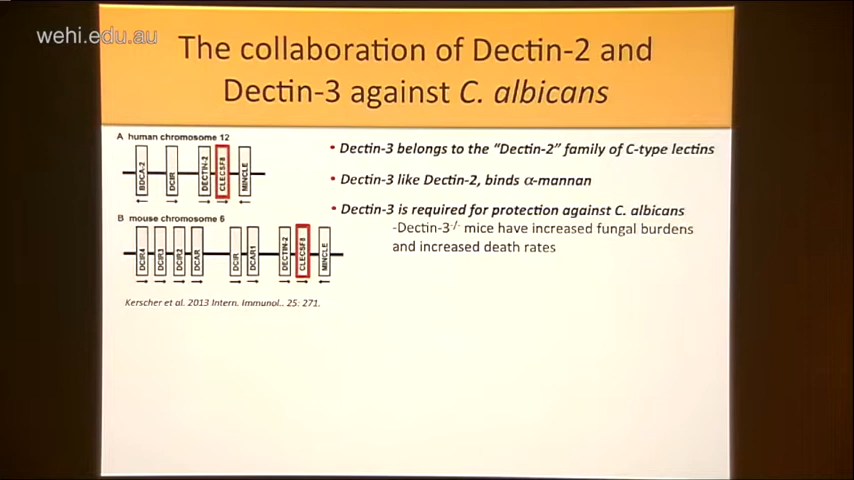 wehi.edu.au
The collaboration of Dectin-2 and
Dectin-3 against C. albicans
A human chromosome 12
BDCA-2
DCIR
DECTIN-2
CLECSF8
MINCLE
B mouse chromosome 6
DCIR4
DCIR3
DCIR2
DCAR
DCIR
DCAR1
DECTIN-2
CLECSF8
MINCLE
Kerscher et al. 2013 Intern. Immunol.. 25: 271.
• Dectin-3 belongs to the “Dectin-2” family of C-type lectins
• Dectin-3 like Dectin-2, binds α-mannan
• Dectin-3 is required for protection against C. albicans
-Dectin-3-/- mice have increased fungal burdens
and increased death rates